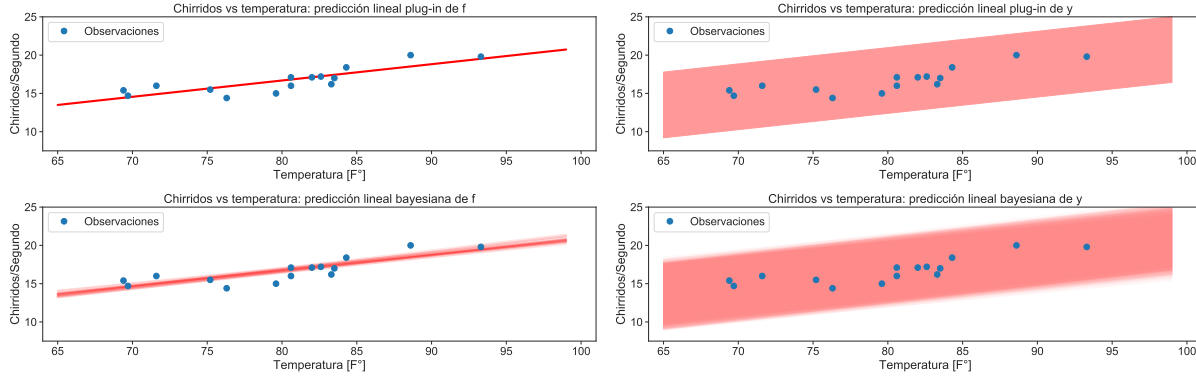 Chirridos vs temperatura: predicción lineal plug-in de f
25
20
15
10
Chirridos/Segundo
Observaciones
65 70 75 80 85 90 95 100
Temperatura [F°]
Chirridos vs temperatura: predicción lineal plug-in de y
25
20
15
10
Chirridos/Segundo
Observaciones
65 70 75 80 85 90 95 100
Temperatura [F°]
Chirridos vs temperatura: predicción lineal bayesiana de f
25
20
15
10
Chirridos/Segundo
Observaciones
65 70 75 80 85 90 95 100
Temperatura [F°]
Chirridos vs temperatura: predicción lineal bayesiana de y
25
20
15
10
Chirridos/Segundo
Observaciones
65 70 75 80 85 90 95 100
Temperatura [F°]